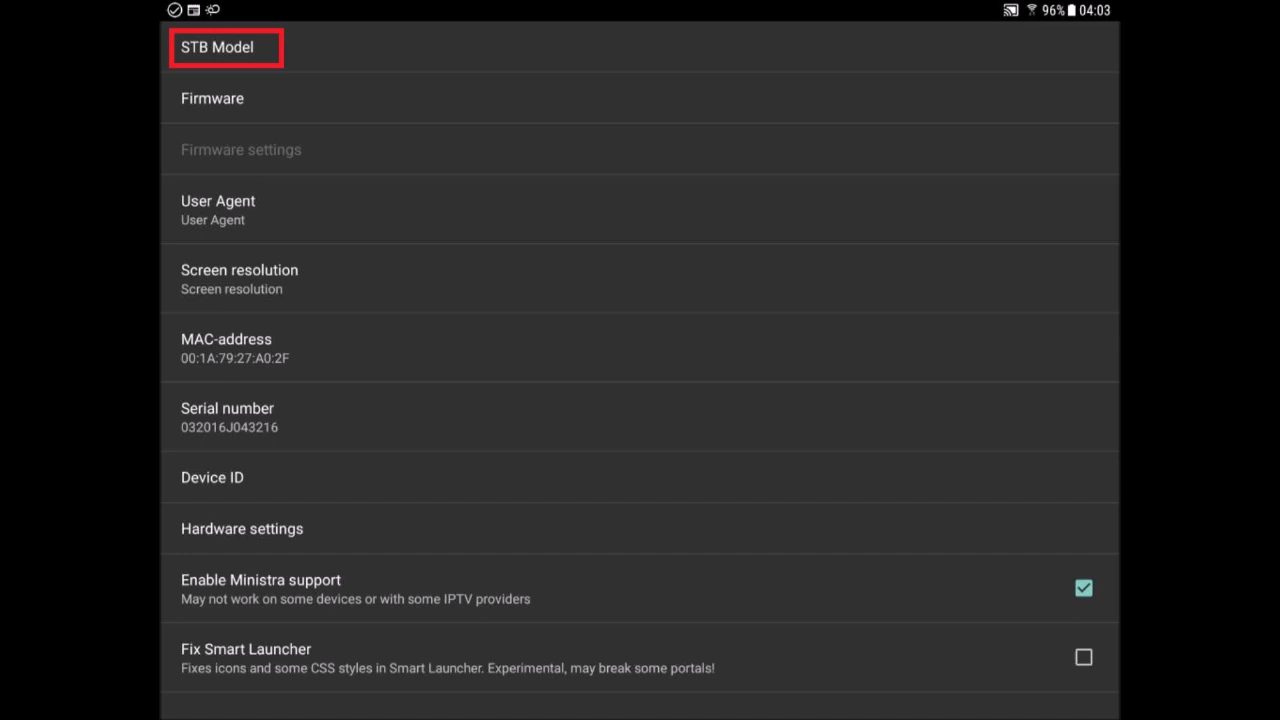 96% 04:03
STB Model
Firmware
Firmware settings
User Agent
User Agent
Screen resolution
Screen resolution
MAC-address
00:1A:79:27:A0:2F
Serial number
032016J043216
Device ID
Hardware settings
Enable Ministra support
May not work on some devices or with some IPTV providers
Fix Smart Launcher
Fixes icons and some CSS styles in Smart Launcher. Experimental, may break some portals!